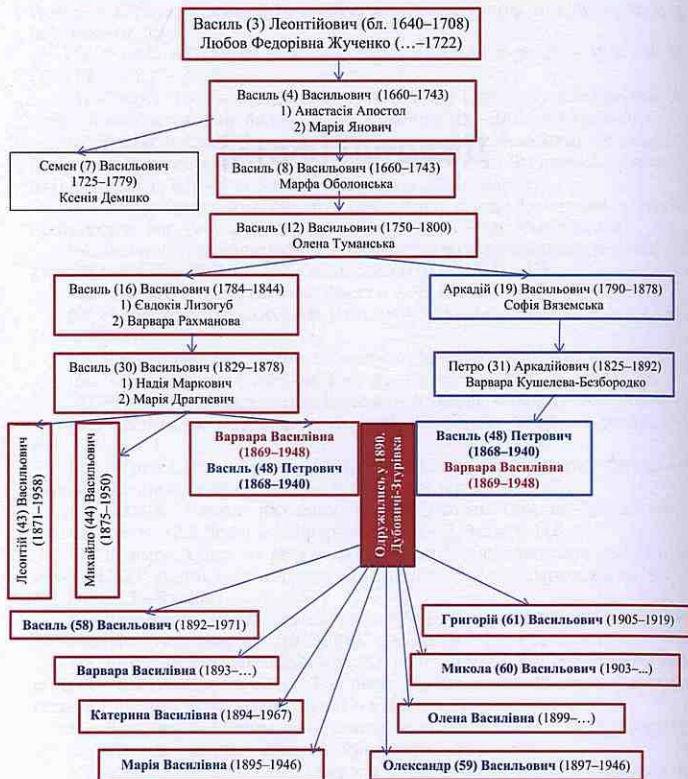 Василь (3) Леонтійович (бл. 1640–1708)
Любов Федорівна Жученко (…–1722)
Василь (4) Васильович (1660–1743)
1) Анастасія Апостол
2) Марія Янович
Семен (7) Васильович
1725–1779)
Ксенія Демшко
Василь (8) Васильович (1660–1743)
Марфа Оболонська
Василь (12) Васильович (1750–1800)
Олена Туманська
Василь (16) Васильович (1784–1844)
1) Євдокія Лизогуб
2) Варвара Рахманова
Аркадій (19) Васильович (1790–1878)
Софія Вяземська
Василь (30) Васильович (1829–1878)
1) Надія Маркович
2) Марія Драгневич
Петро (31) Аркадійович (1825–1892)
Варвара Кушелева-Безбородко
Леонтій (43) Васильович
(1871–1958)
Михайло (44) Васильович
(1875–1950)
Варвара Василівна
(1869–1948)
Василь (48) Петрович
(1868–1940)
Одружились у 1890.
Дубовичі-Згурівка
Василь (48) Петрович
(1868–1940)
Варвара Василівна
(1869–1948)
Василь (58) Васильович (1892–1971)
Григорій (61) Васильович (1905–1919)
Варвара Василівна (1893–…)
Микола (60) Васильович (1903–...)
Катерина Василівна (1894–1967)
Олена Василівна (1899–…)
Марія Василівна (1895–1946)
Олександр (59) Васильович (1897–1946)